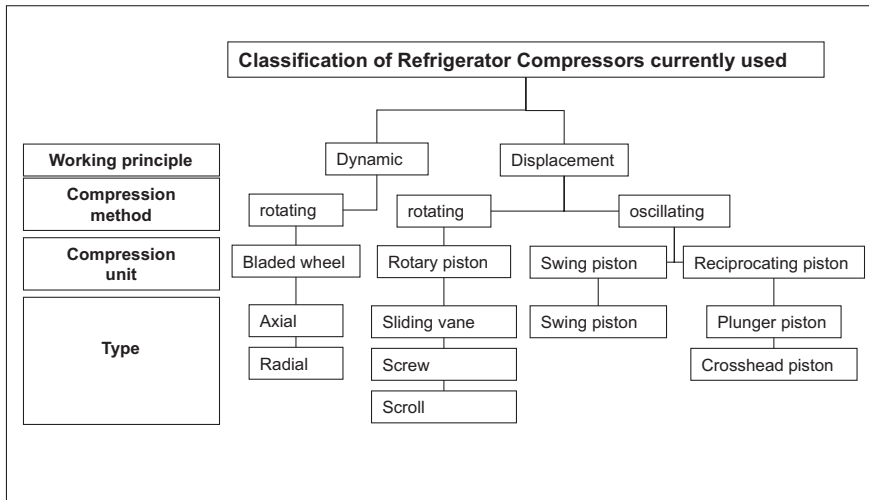 Classification of Refrigerator Compressors currently used
Working principle
Dynamic
Displacement
Compression
method
rotating
rotating
oscillating
Compression
unit
Bladed wheel
Rotary piston
Swing piston
Reciprocating piston
Type
Axial
Sliding vane
Swing piston
Plunger piston
Radial
Screw
Crosshead piston
Scroll